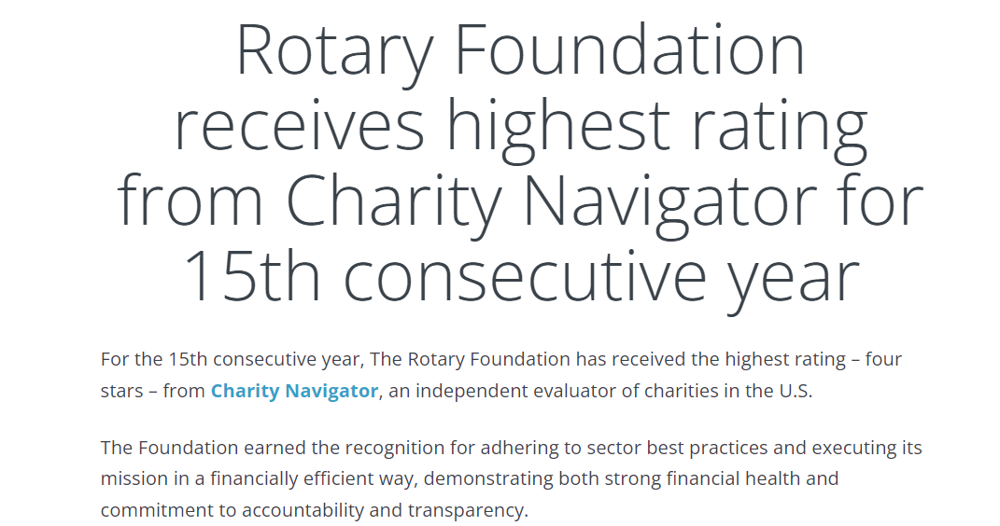 Rotary Foundation
receives highest rating
from Charity Navigator for
15th consecutive year
For the 15th consecutive year, The Rotary Foundation has received the highest rating – four
stars – from Charity Navigator, an independent evaluator of charities in the U.S.
The Foundation earned the recognition for adhering to sector best practices and executing its
mission in a financially efficient way, demonstrating both strong financial health and
commitment to accountability and transparency.